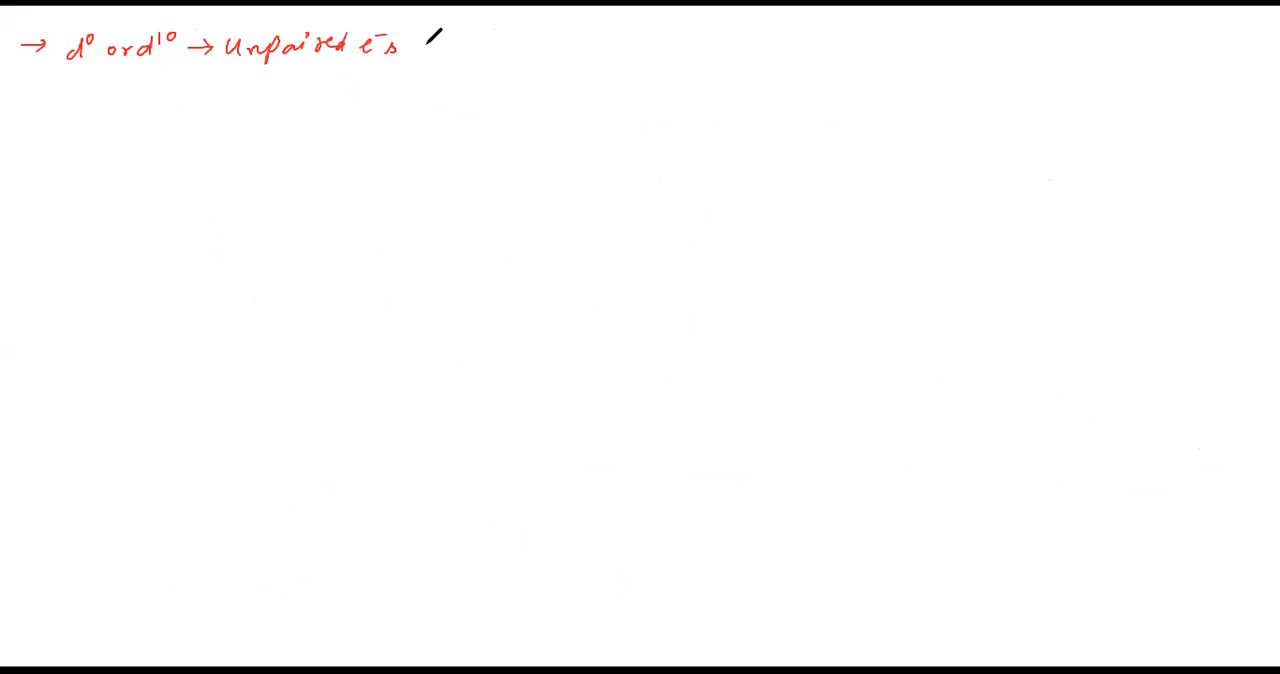 → d⁰ or d¹⁰ → Unpaired e⁻s